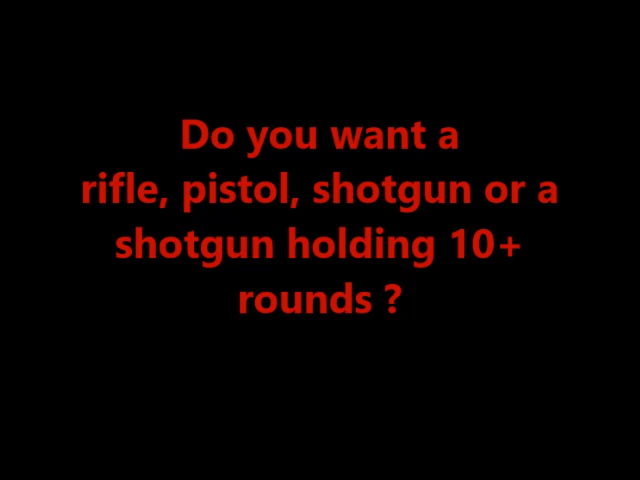 Do you want a
rifle, pistol, shotgun or a
shotgun holding 10+
rounds ?